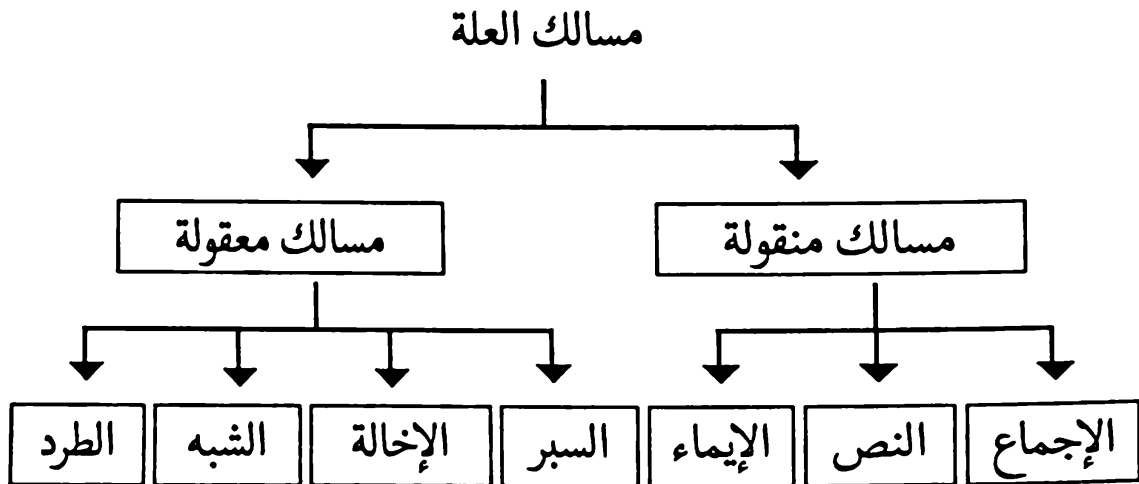 مسالك العلة
مسالك منقولة
مسالك معقولة
الإجماع
النص
الإيماء
السبر
الإخالة
الشبه
الطرد